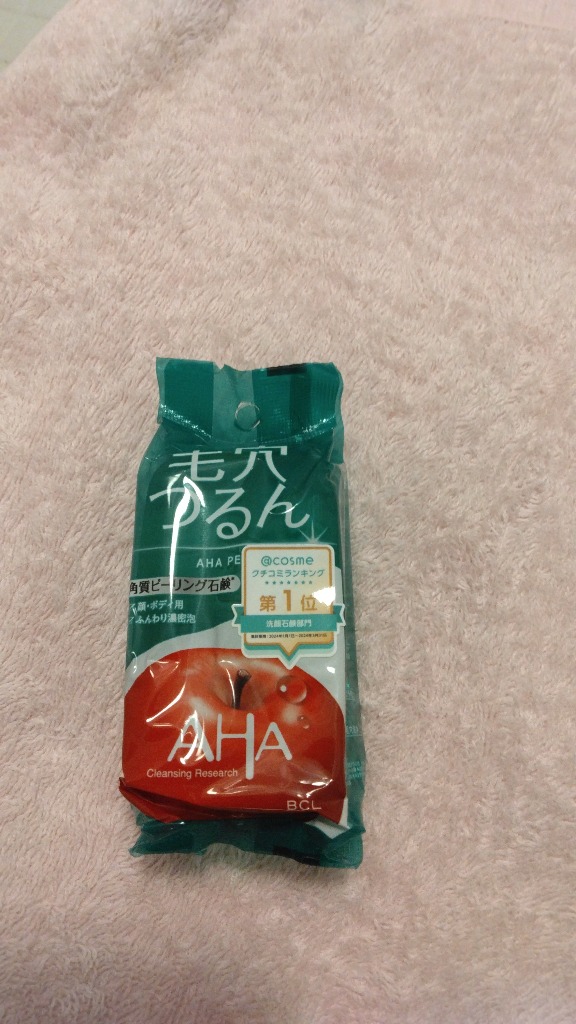 毛穴
つるん
AHA PE
角質ピーリング石鹸*
顔・ボディ用
ふんわり濃密泡
@cosme
クチコミランキング
第1位
洗顔石鹸部門
AHA
Cleansing Research
BCL